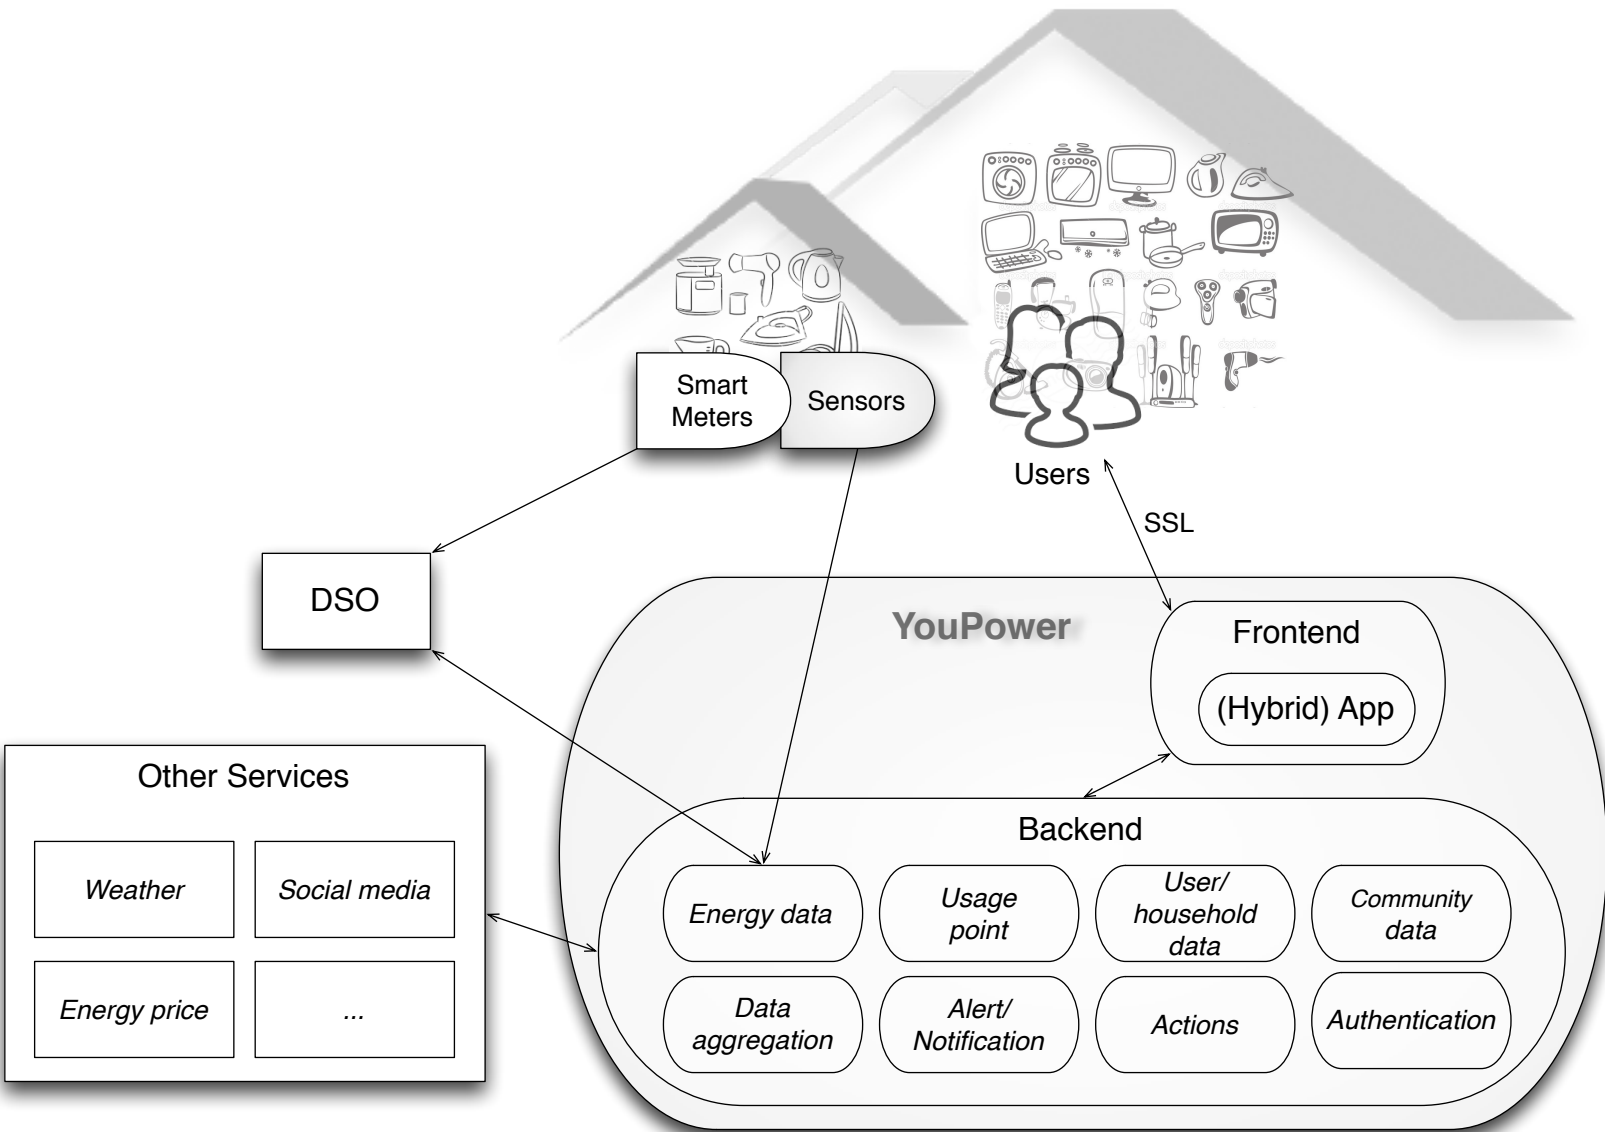 Smart
Meters
Sensors
Users
SSL
DSO
YouPower
Frontend
(Hybrid) App
Other Services
Weather
Social media
Energy price
...
Backend
Energy data
Usage
point
User/
household
data
Community
data
Data
aggregation
Alert/
Notification
Actions
Authentication